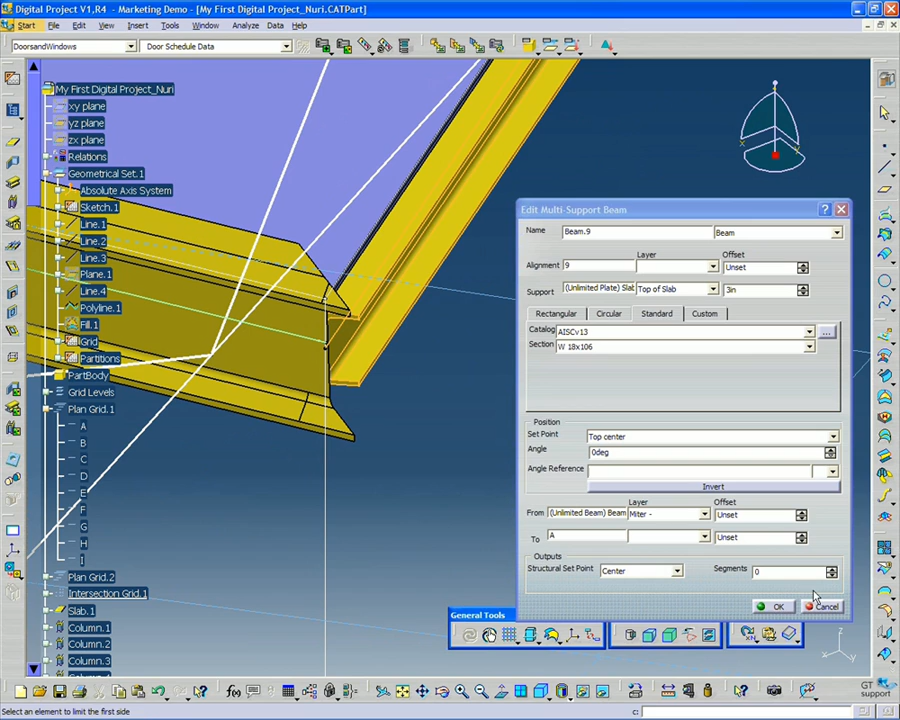 Digital Project V1,R4 - Marketing Demo - [My First Digital Project_Nuri.CATPart]
Start File Edit View Insert Tools Window Analyze Data Help
DoorsandWindows Door Schedule Data
My First Digital Project_Nuri
xy plane
yz plane
zx plane
Relations
Geometrical Set.1
Absolute Axis System
Sketch.1
Line.1
Line.2
Line.3
Plane.1
Line.4
Polyline.1
Fill.1
Grid
Partitions
PartBody
Grid Levels
Plan Grid.1
A
B
C
D
E
F
G
H
I
Plan Grid.2
Intersection Grid.1
Slab.1
Column.1
Column.2
Column.3
Edit Multi-Support Beam
Name Beam.9 Beam
Layer Offset
Alignment 9 Unset
Support (Unlimited Plate) Slab Top of Slab 3in
Rectangular Circular Standard Custom
Catalog AISCv13 ...
Section W 18x106
Position
Set Point Top center
Angle 0deg
Angle Reference
Invert
Layer Offset
From (Unlimited Beam) Beam Miter - Unset
To A Unset
Outputs
Structural Set Point Center Segments 0
OK Cancel
General Tools
x y z
GT
support
Select an element to limit the first side c: